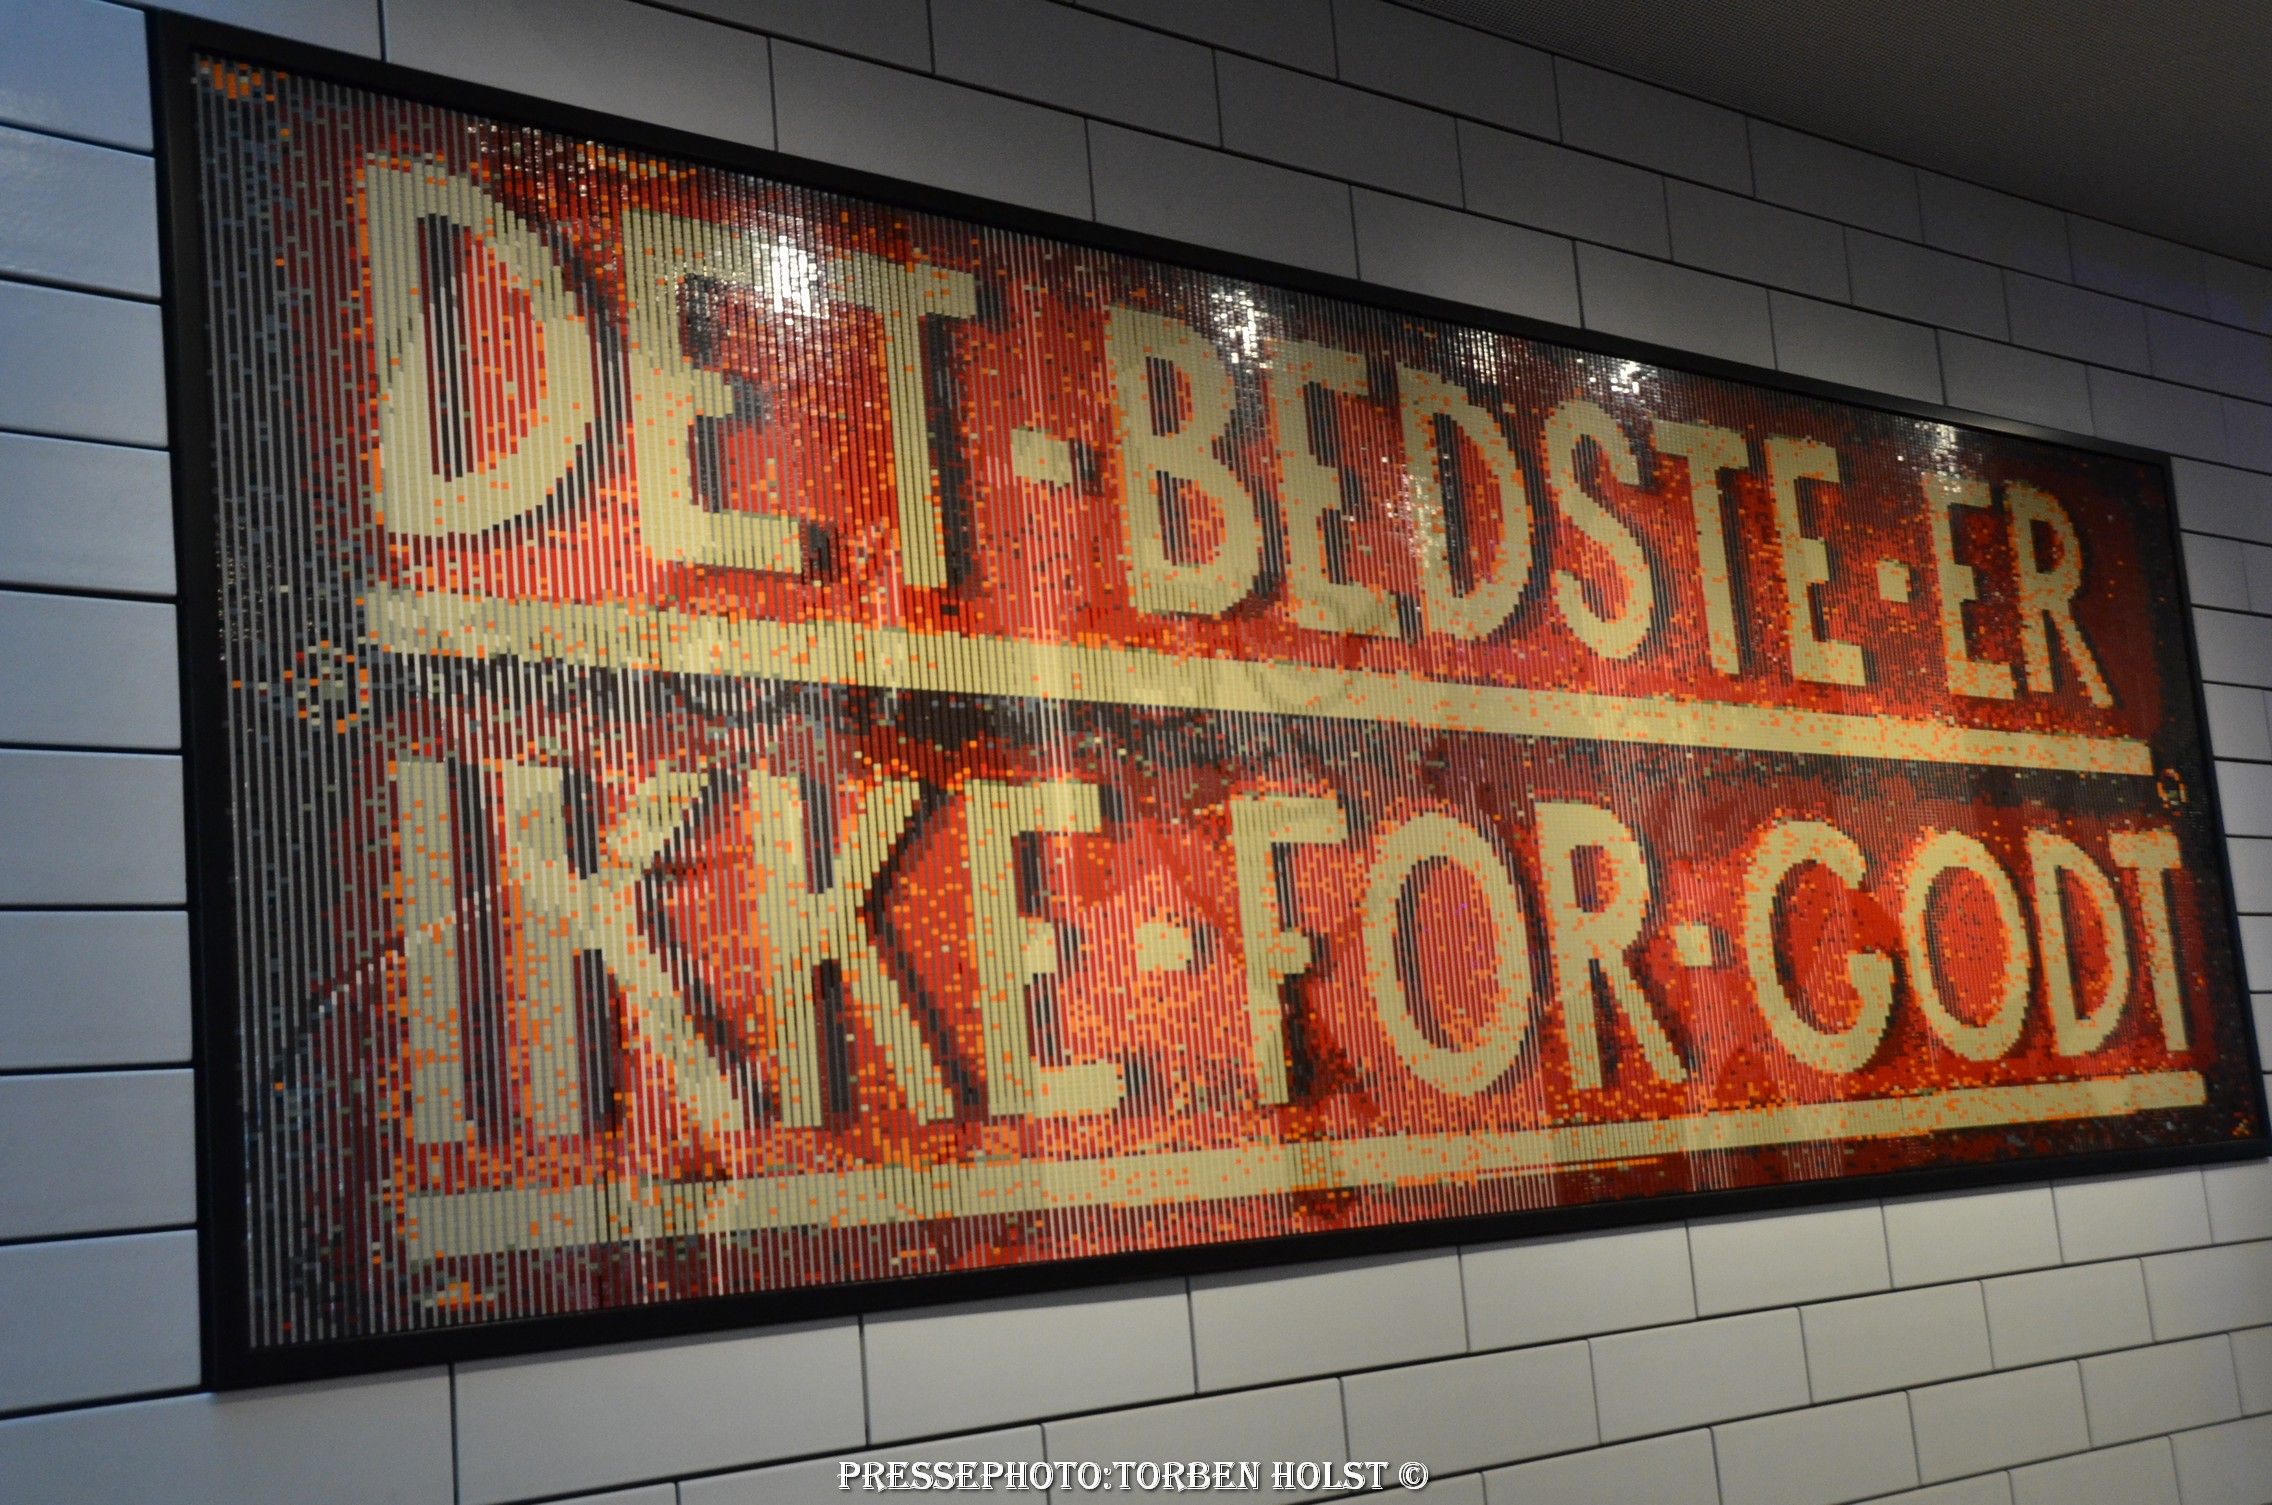 DET·BEDSTE·ER
IKKE·FOR·GODT
PRESSEPHOTO:TORBEN HOLST ©